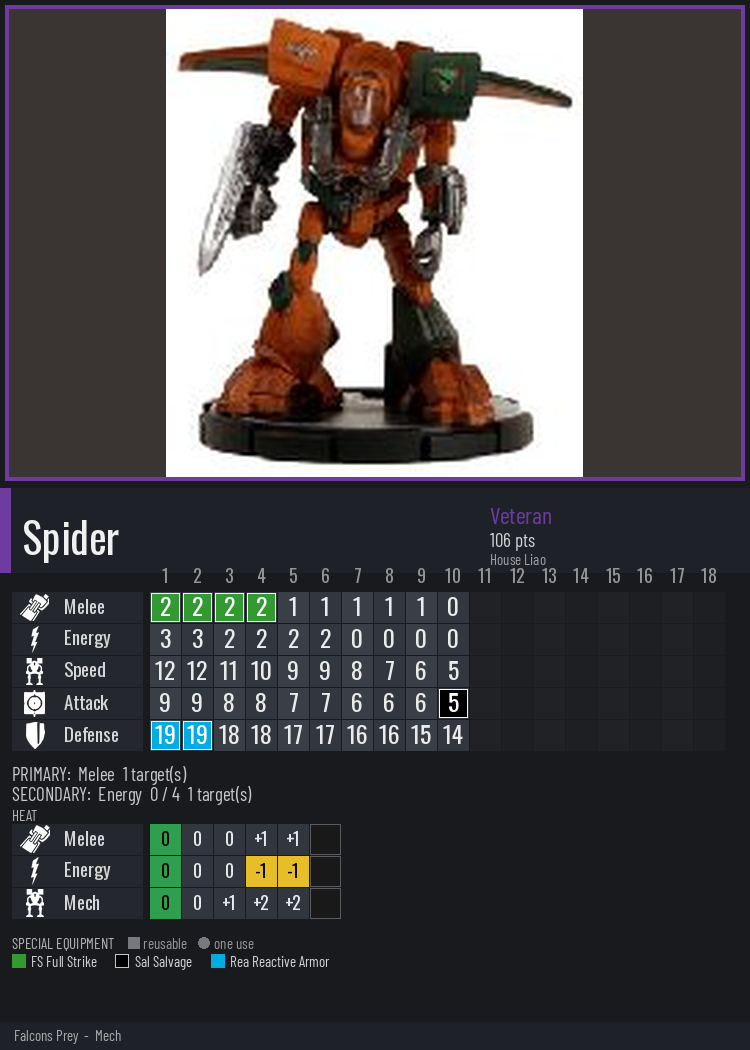 Spider
Veteran
106 pts
House Liao
1 2 3 4 5 6 7 8 9 10 11 12 13 14 15 16 17 18
Melee 2 2 2 2 1 1 1 1 1 0
Energy 3 3 2 2 2 2 0 0 0 0
Speed 12 12 11 10 9 9 8 7 6 5
Attack 9 9 8 8 7 7 6 6 6 5
Defense 19 19 18 18 17 17 16 16 15 14
PRIMARY: Melee 1 target(s)
SECONDARY: Energy 0 / 4 1 target(s)
HEAT
Melee 0 0 0 +1 +1
Energy 0 0 0 -1 -1
Mech 0 0 +1 +2 +2
SPECIAL EQUIPMENT reusable one use
FS Full Strike Sal Salvage Rea Reactive Armor
Falcons Prey - Mech